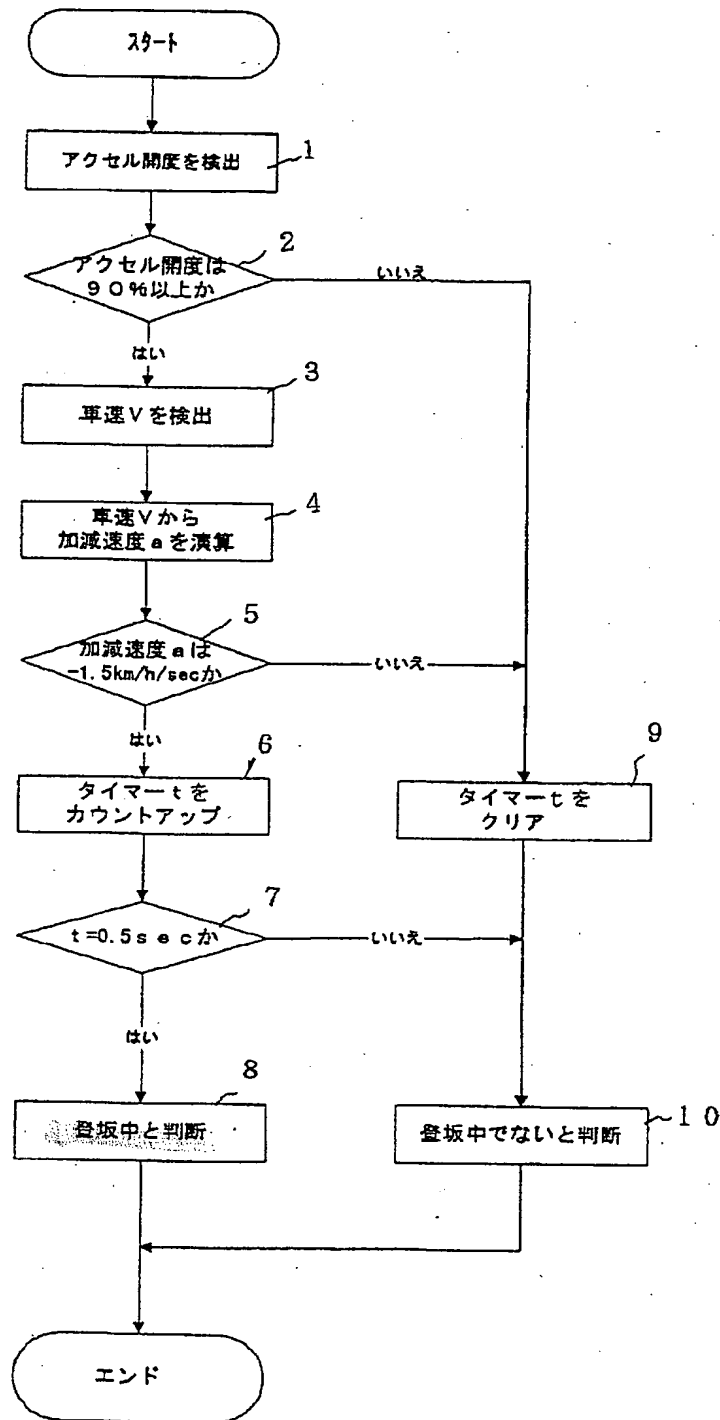 スタート
アクセル開度を検出
1
アクセル開度は
90%以上か
2
いいえ
はい
車速Vを検出
3
車速Vから
加減速度aを演算
4
加減速度aは
-1.5km/h/secか
5
いいえ
はい
タイマーtを
カウントアップ
6
タイマーtを
クリア
9
t=0.5secか
7
いいえ
はい
登坂中と判断
8
登坂中でないと判断
10
エンド